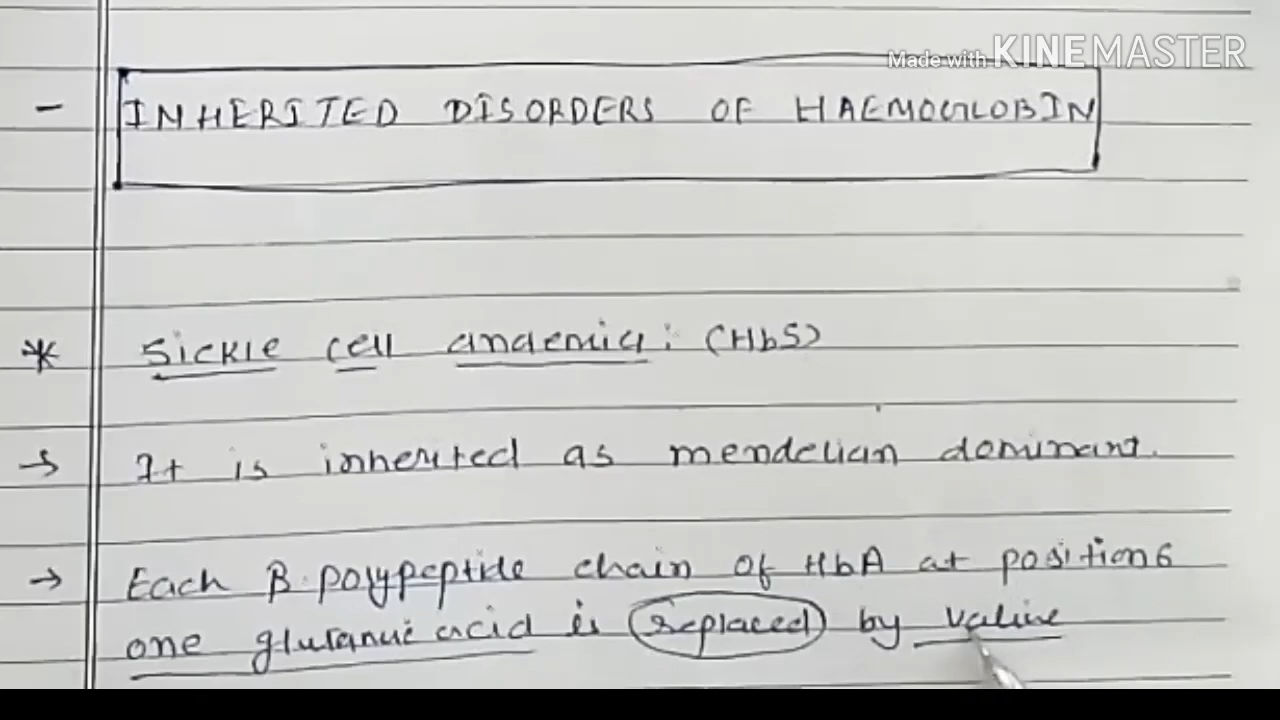 Made with KINEMASTER
- INHERITED DISORDERS OF HAEMOGLOBIN
* Sickle cell anaemia : (HbS)
→ It is inherited as mendelian dominant.
→ Each β-polypeptide chain of HbA at position 6
one glutamic acid is replaced by valine